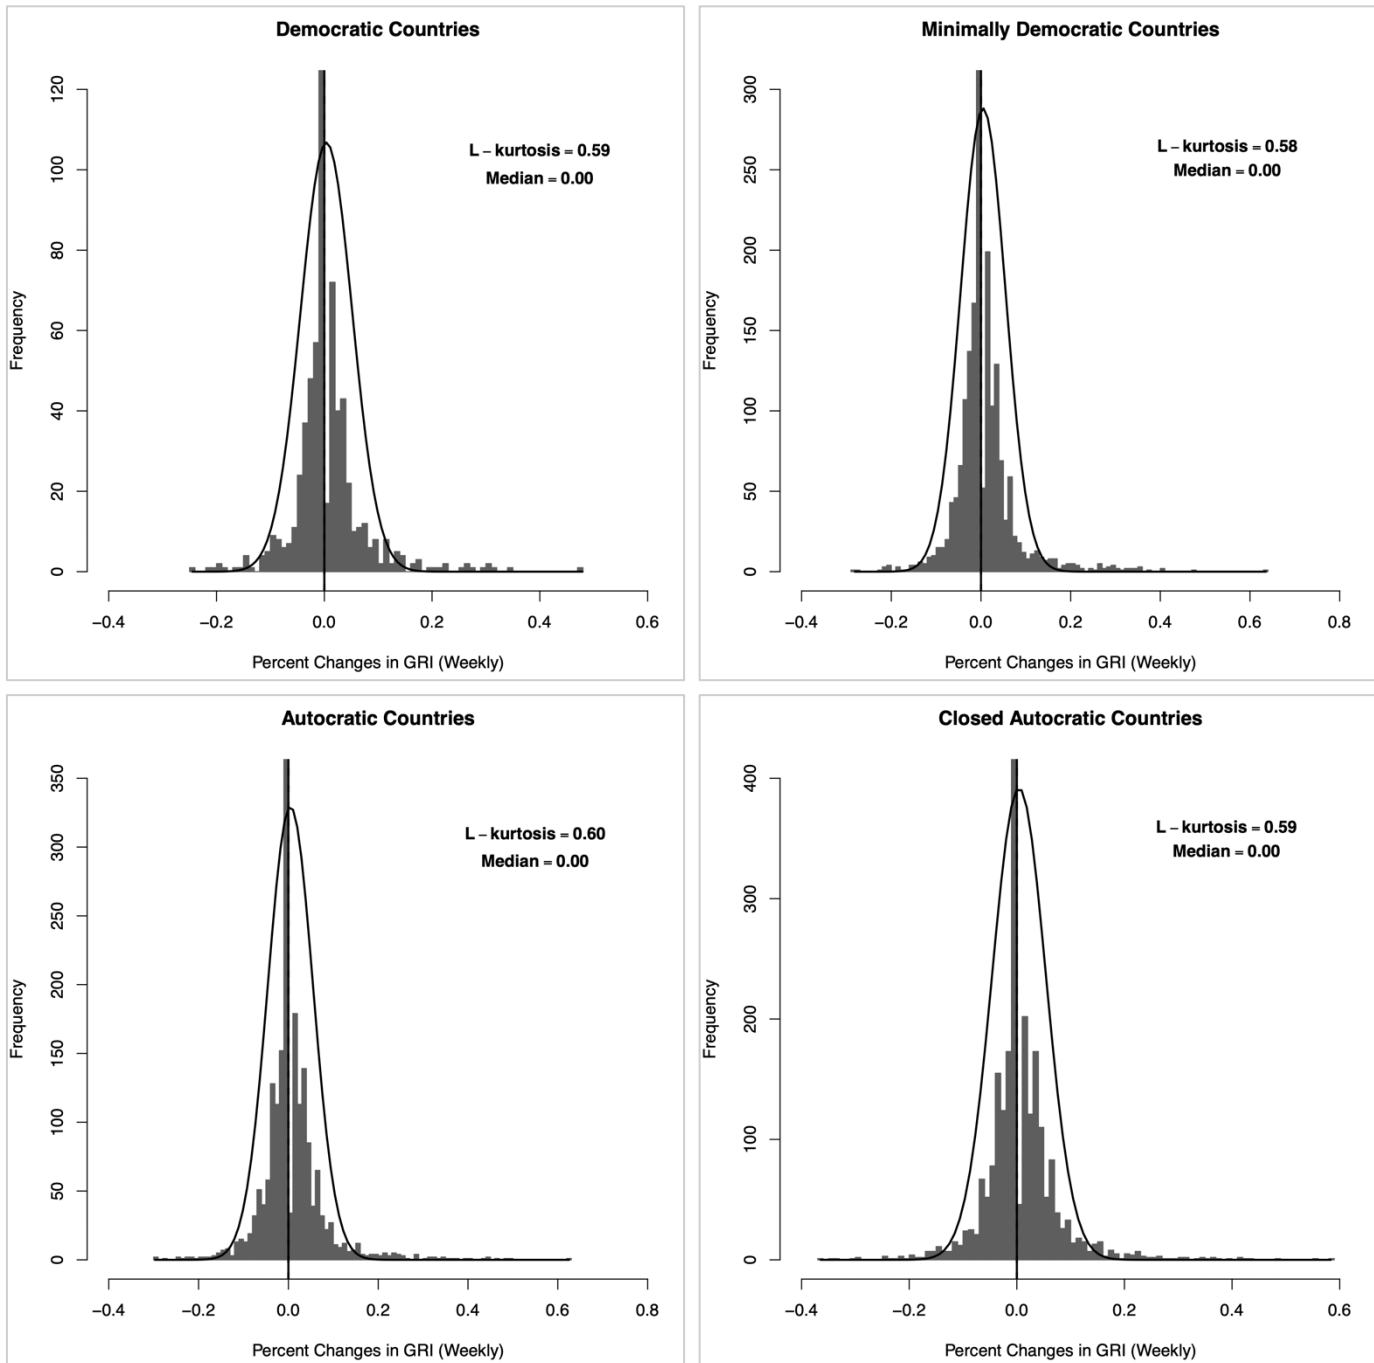 Democratic Countries
120
100
80
60
40
20
0
Frequency
L – kurtosis = 0.59
Median = 0.00
−0.4 −0.2 0.0 0.2 0.4 0.6
Percent Changes in GRI (Weekly)
Minimally Democratic Countries
300
250
200
150
100
50
0
Frequency
L – kurtosis = 0.58
Median = 0.00
−0.4 −0.2 0.0 0.2 0.4 0.6 0.8
Percent Changes in GRI (Weekly)
Autocratic Countries
350
300
250
200
150
100
50
0
Frequency
L – kurtosis = 0.60
Median = 0.00
−0.4 −0.2 0.0 0.2 0.4 0.6 0.8
Percent Changes in GRI (Weekly)
Closed Autocratic Countries
400
300
200
100
0
Frequency
L – kurtosis = 0.59
Median = 0.00
−0.4 −0.2 0.0 0.2 0.4 0.6
Percent Changes in GRI (Weekly)